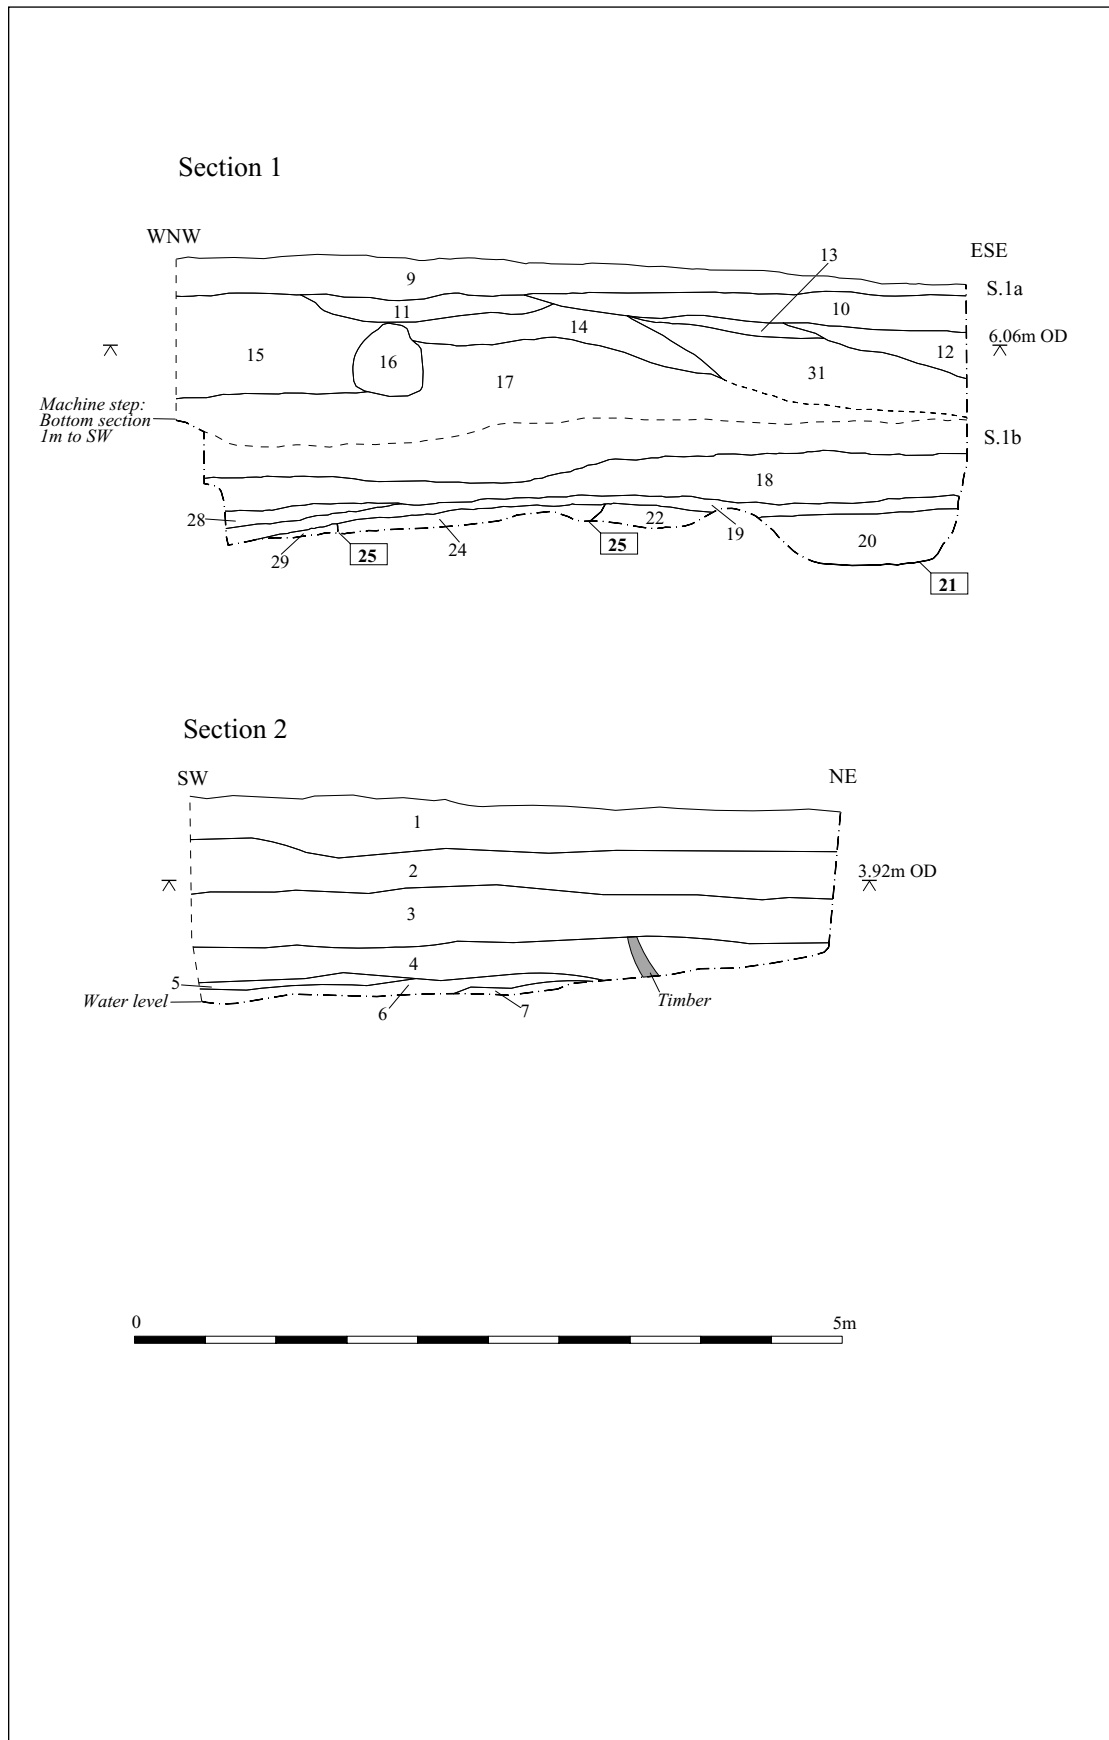 Section 1
WNW
ESE
13
9
S.1a
11
10
14
6.06m OD
15
16
12
17
31
Machine step:
Bottom section
1m to SW
S.1b
18
28
22
19
24
20
29
25
25
21
Section 2
SW
NE
1
2
3.92m OD
3
4
5
Water level
Timber
6
7
0
5m